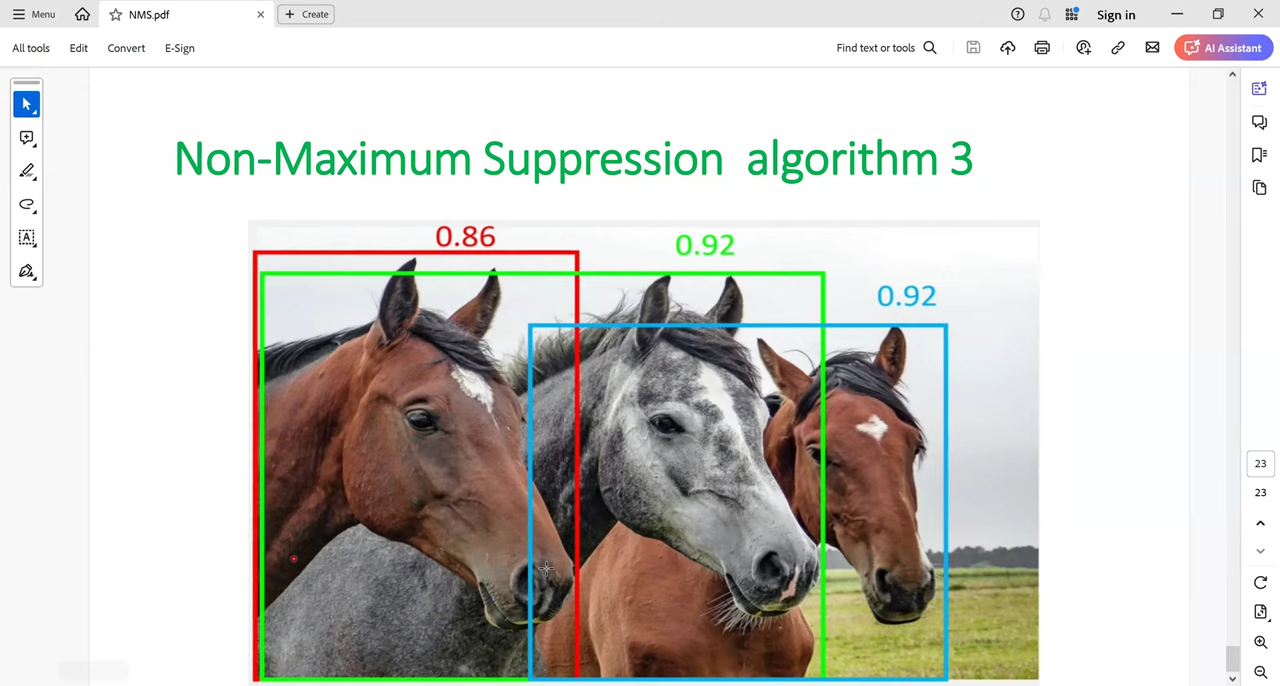 Menu
NMS.pdf
Create
Sign in
All tools
Edit
Convert
E-Sign
Find text or tools
AI Assistant
Non-Maximum Suppression algorithm 3
0.86
0.92
0.92
23
23